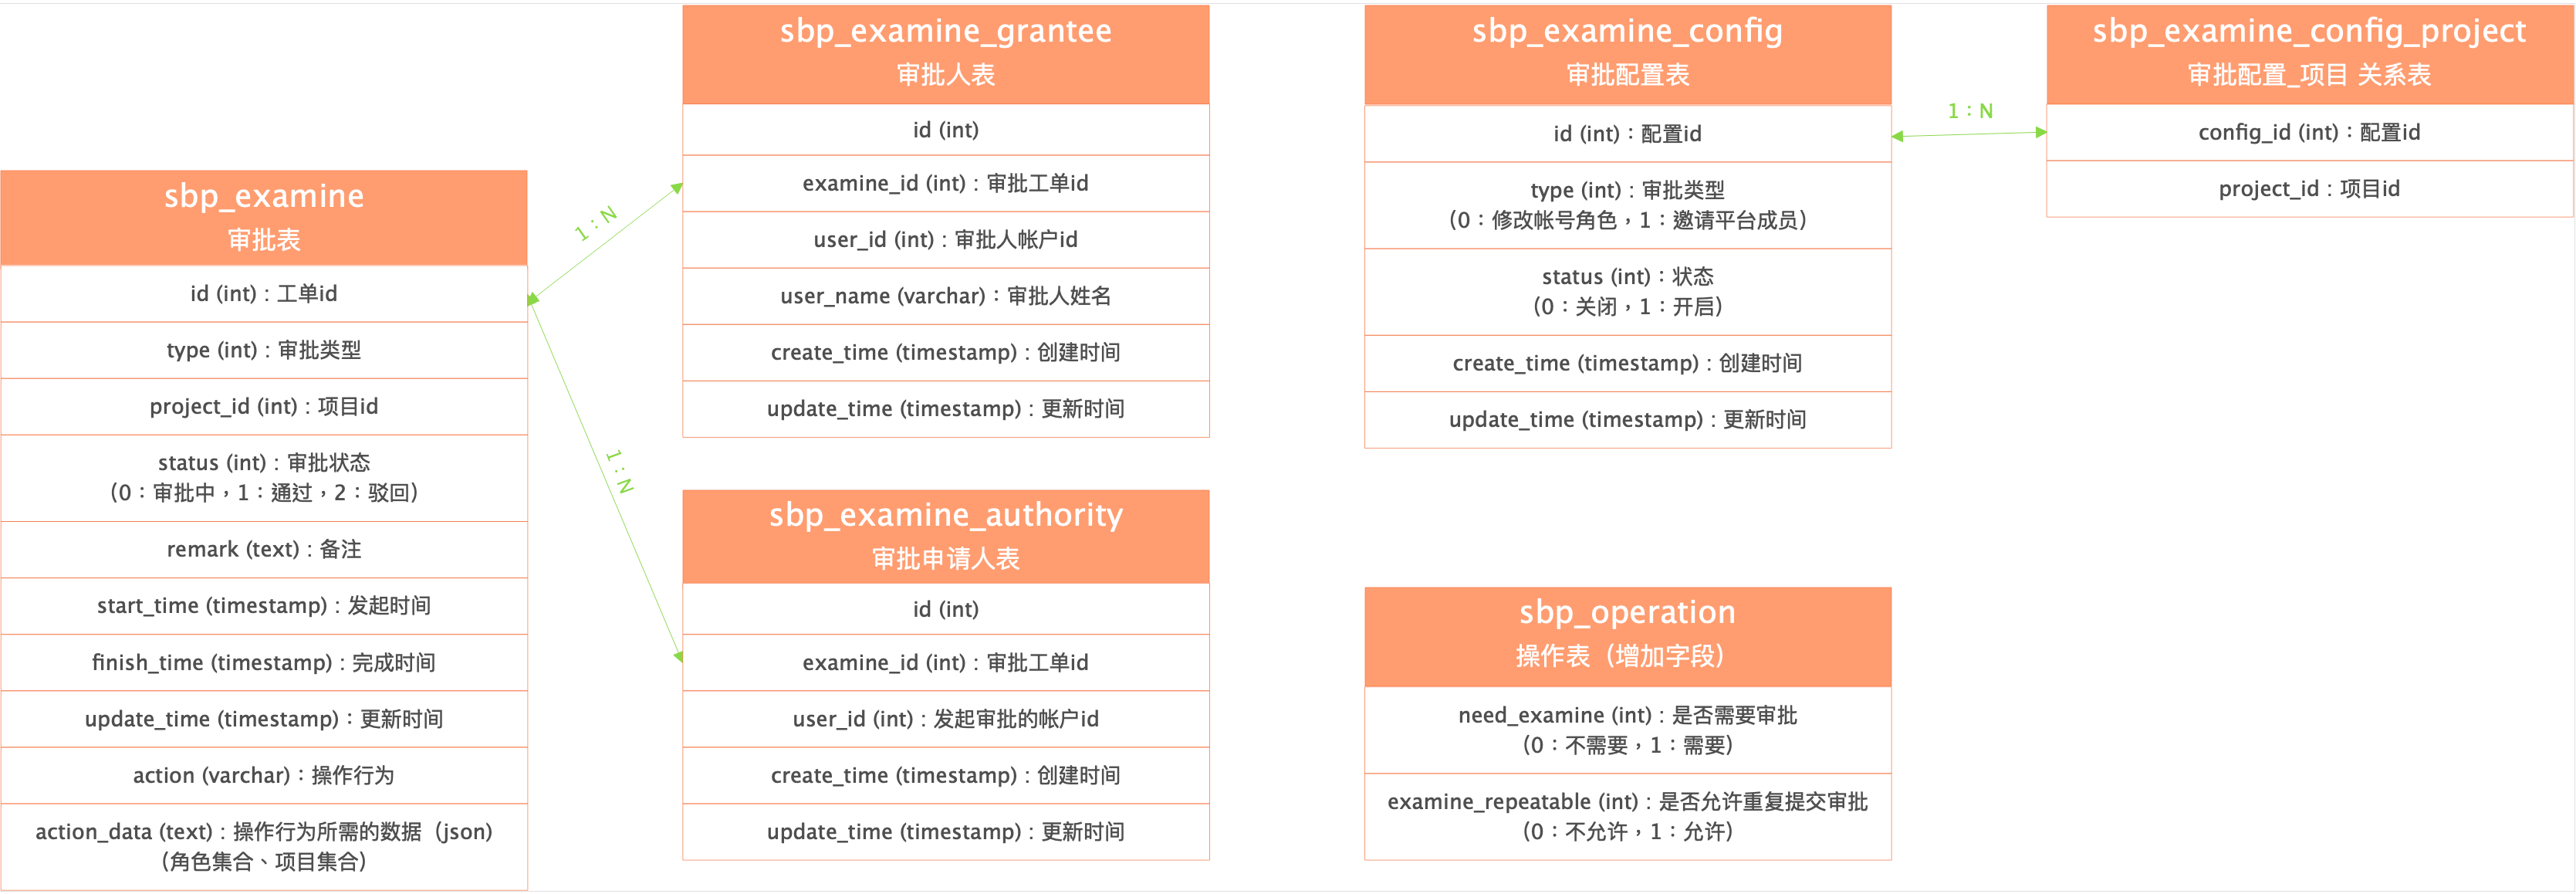 sbp_examine
审批表
id (int) : 工单id
type (int) : 审批类型
project_id (int) : 项目id
status (int) : 审批状态
（0：审批中，1：通过，2：驳回）
remark (text) : 备注
start_time (timestamp) : 发起时间
finish_time (timestamp) : 完成时间
update_time (timestamp)：更新时间
action (varchar)：操作行为
action_data (text) : 操作行为所需的数据（json)
（角色集合、项目集合）
1：N
1：N
sbp_examine_grantee
审批人表
id (int)
examine_id (int) : 审批工单id
user_id (int) : 审批人帐户id
user_name (varchar)：审批人姓名
create_time (timestamp) : 创建时间
update_time (timestamp) : 更新时间
sbp_examine_authority
审批申请人表
id (int)
examine_id (int) : 审批工单id
user_id (int) : 发起审批的帐户id
create_time (timestamp) : 创建时间
update_time (timestamp) : 更新时间
sbp_examine_config
审批配置表
id (int)：配置id
type (int) : 审批类型
（0：修改帐号角色，1：邀请平台成员）
status (int)：状态
（0：关闭，1：开启）
create_time (timestamp) : 创建时间
update_time (timestamp) : 更新时间
1：N
sbp_examine_config_project
审批配置_项目 关系表
config_id (int)：配置id
project_id : 项目id
sbp_operation
操作表（增加字段）
need_examine (int) : 是否需要审批
（0：不需要，1：需要）
examine_repeatable (int) : 是否允许重复提交审批
（0：不允许，1：允许）